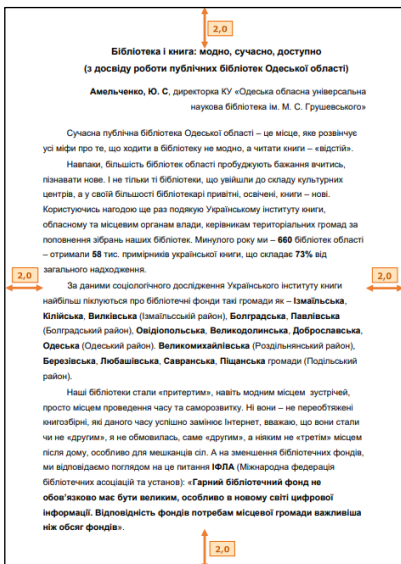 2,0
Бібліотека і книга: модно, сучасно, доступно
(з досвіду роботи публічних бібліотек Одеської області)
Амельченко, Ю. С, директорка КУ «Одеська обласна універсальна
наукова бібліотека ім. М. С. Грушевського»
Сучасна публічна бібліотека Одеської області – це місце, яке розвінчує
усі міфи про те, що ходити в бібліотеку не модно, а читати книги – «відстій».
Навпаки, більшість бібліотек області пробуджують бажання вчитись,
пізнавати нове. І не тільки ті бібліотеки, що увійшли до складу культурних
центрів, а у своїй більшості бібліотекарі привітні, освічені, книги – нові.
Користуючись нагодою ще раз подякую Українському інституту книги,
обласному та місцевим органам влади, керівникам територіальних громад за
поповнення зібрань наших бібліотек. Минулого року ми – 660 бібліотек області
– отримали 58 тис. примірників української книги, що складає 73% від
загального надходження.
2,0
2,0
За даними соціологічного дослідження Українського інституту книги
найбільш піклуються про бібліотечні фонди такі громади як – Ізмаїльська,
Кілійська, Вилківська (Ізмаїльсській район), Болградська, Павлівська
(Болградський район), Овідіопольська, Великодолинська, Доброславська,
Одеська (Одеський район). Великомихайлівська (Роздільнянський район),
Березівська, Любашівська, Савранська, Піщанська громади (Подільський
район).
Наші бібліотеки стали «притертим», навіть модним місцем зустрічей,
просто місцем проведення часу та саморозвитку. Ні вони – не переобтяжені
книгозбірні, які даного часу успішно замінює Інтернет, вважаю, що вони стали
чи не «другим», я не обмовилась, саме «другим», а ніяким не «третім» місцем
після дому, особливо для мешканців сіл. А на зменшення бібліотечних фондів,
ми відповідаємо поглядом на це питання ІФЛА (Міжнародна федерація
бібліотечних асоціацій та установ): «Гарний бібліотечний фонд не
обов’язково має бути великим, особливо в новому світі цифрової
інформації. Відповідність фондів потребам місцевої громади важливіша
ніж обсяг фондів».
2,0